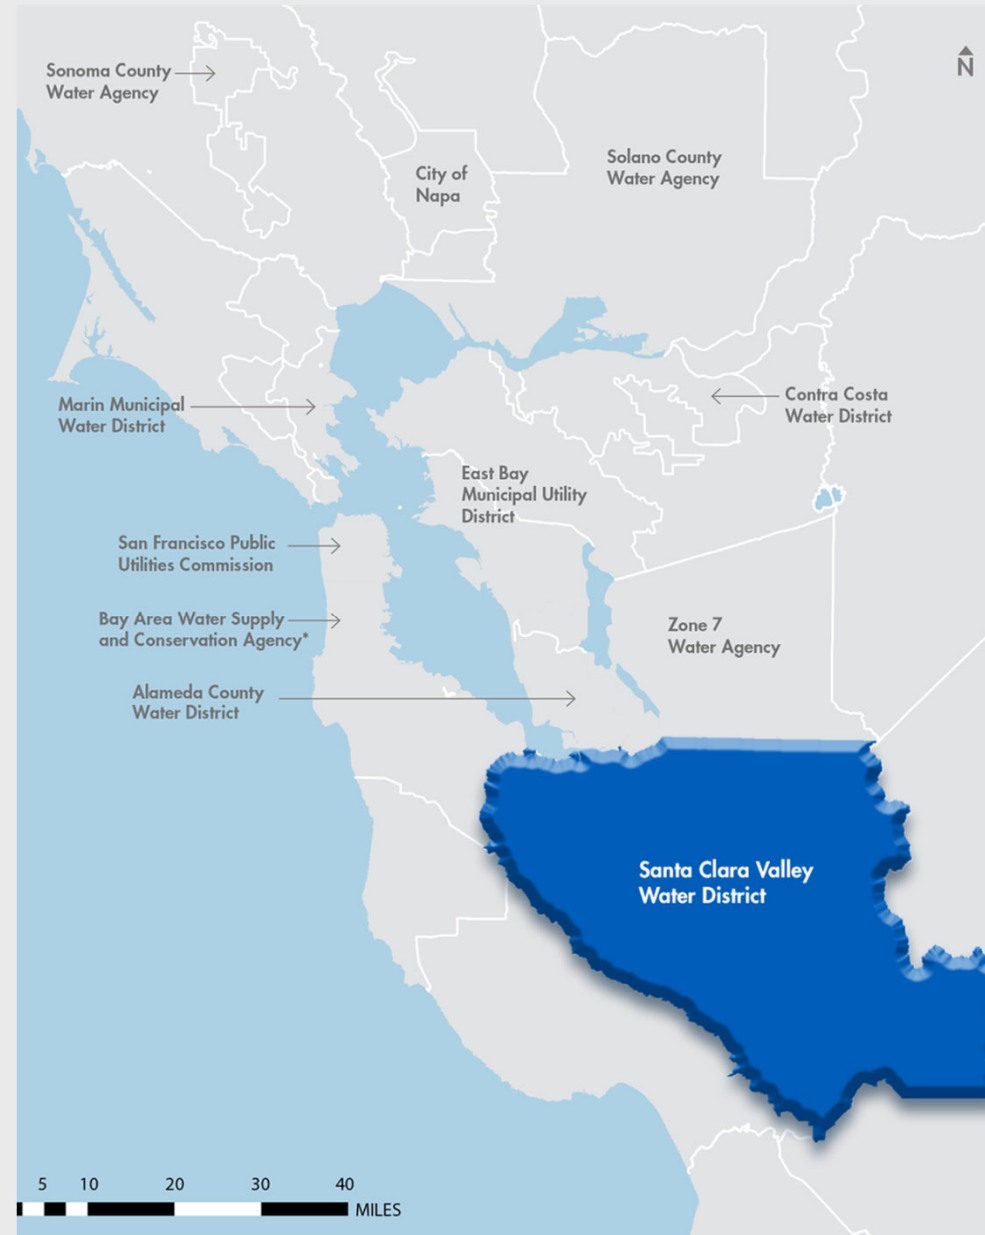 N
Sonoma County
Water Agency
City of
Napa
Solano County
Water Agency
Marin Municipal
Water District
Contra Costa
Water District
East Bay
Municipal Utility
District
San Francisco Public
Utilities Commission
Bay Area Water Supply
and Conservation Agency*
Zone 7
Water Agency
Alameda County
Water District
Santa Clara Valley
Water District
5 10 20 30 40
MILES